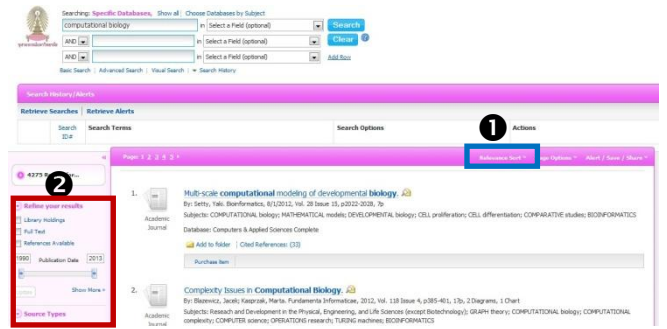 Searching: Specific Databases, Show all | Choose Databases by Subject
computational biology in Select a Field (optional) Search
AND in Select a Field (optional) Clear
AND in Select a Field (optional) Add Row
Basic Search | Advanced Search | Visual Search | Search History
Search History/Alerts
Retrieve Searches | Retrieve Alerts
Search ID# Search Terms Search Options Actions
1
« Page: 1 2 3 Relevance Sort Page Options Alert / Save / Share
4275
2
Refine your results
Library Holdings
Full Text
References Available
1990 Publication Date 2013
Show More »
Source Types
1. Multi-scale computational modeling of developmental biology.
By: Setty, Yaki. Bioinformatics, 8/1/2012, Vol. 28 Issue 15, p2022-2028, 7p
Academic Journal
Subjects: COMPUTATIONAL biology; MATHEMATICAL models; DEVELOPMENTAL biology; CELL proliferation; CELL differentiation; COMPARATIVE studies; BIOINFORMATICS
Database: Computers & Applied Sciences Complete
Add to folder | Cited References: (33)
Purchase Item
2. Complexity Issues in Computational Biology.
By: Blazewicz, Jacek; Kasprzak, Marta. Fundamenta Informaticae, 2012, Vol. 118 Issue 4, p385-401, 17p, 2 Diagrams, 1 Chart
Academic Journal
Subjects: Research and Development in the Physical, Engineering, and Life Sciences (except Biotechnology); GRAPH theory; COMPUTATIONAL biology; COMPUTATIONAL
complexity; COMPUTER science; OPERATIONS research; TURING machines; BIOINFORMATICS